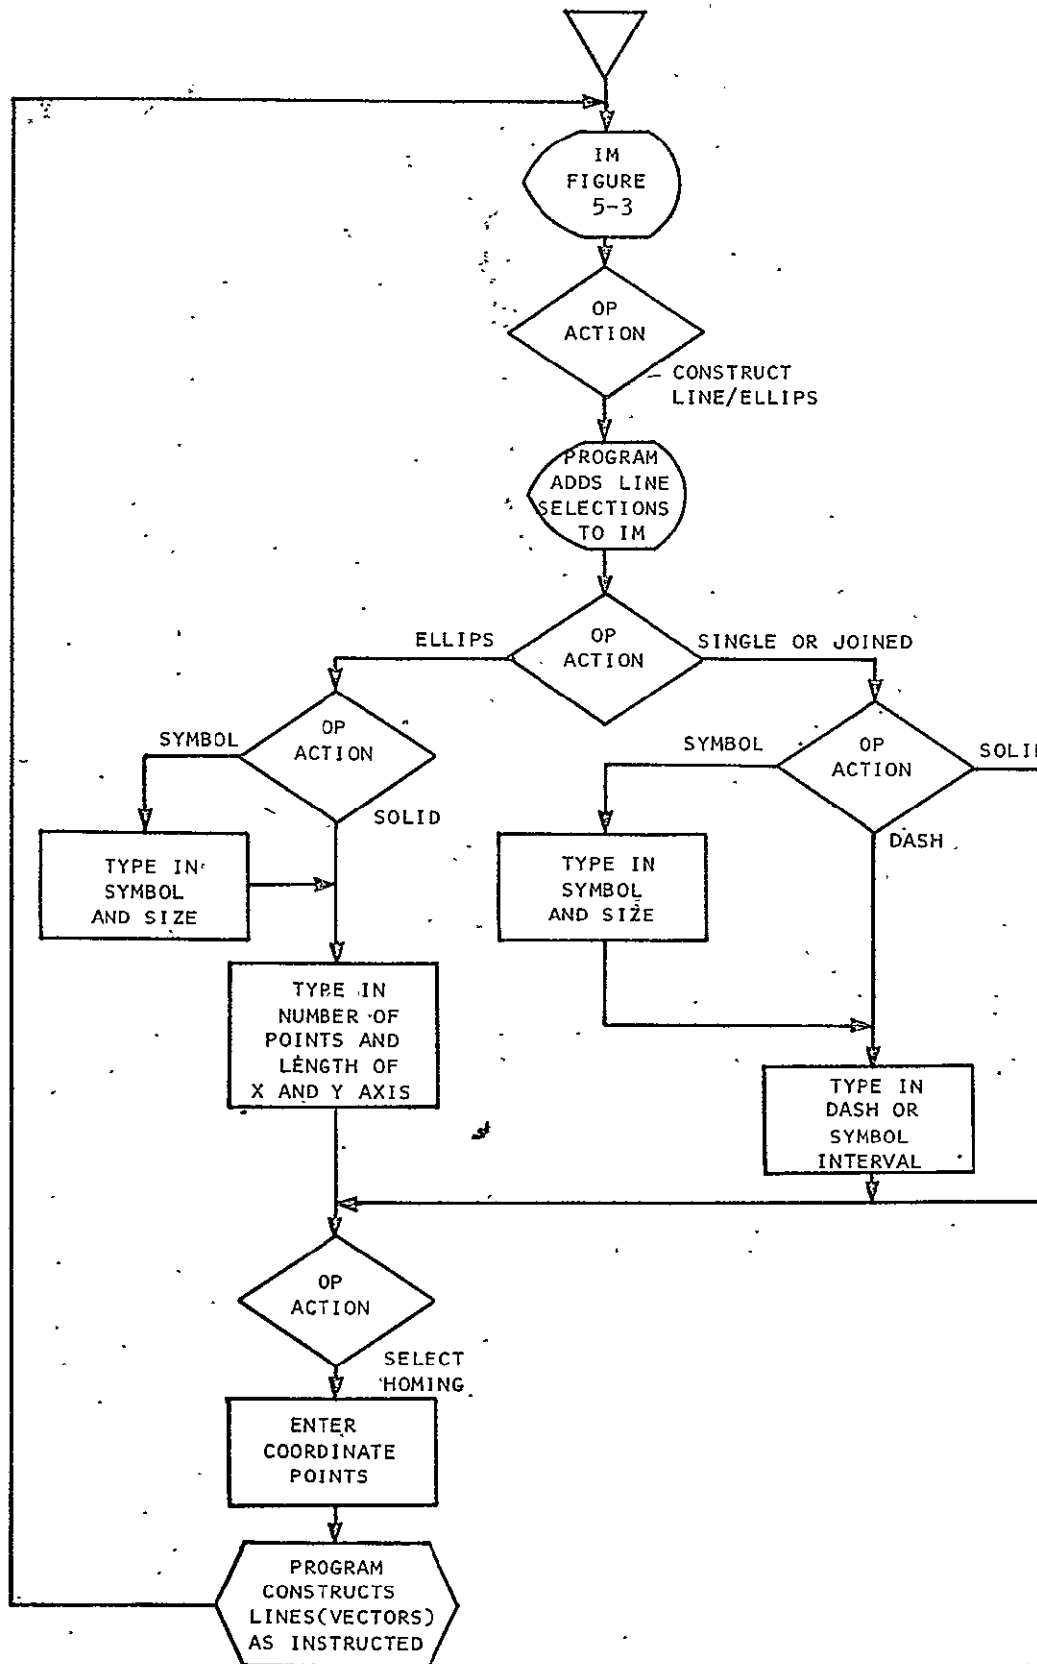 IM
FIGURE
5-3
OP
ACTION
CONSTRUCT
LINE/ELLIPS
PROGRAM
ADDS LINE
SELECTIONS
TO IM
ELLIPS
OP
ACTION
SINGLE OR JOINED
SYMBOL
OP
ACTION
SOLID
SYMBOL
OP
ACTION
SOLID
DASH
TYPE IN
SYMBOL
AND SIZE
TYPE IN
SYMBOL
AND SIZE
TYPE IN
NUMBER OF
POINTS AND
LENGTH OF
X AND Y AXIS
TYPE IN
DASH OR
SYMBOL
INTERVAL
OP
ACTION
SELECT
HOMING
ENTER
COORDINATE
POINTS
PROGRAM
CONSTRUCTS
LINES(VECTORS)
AS INSTRUCTED